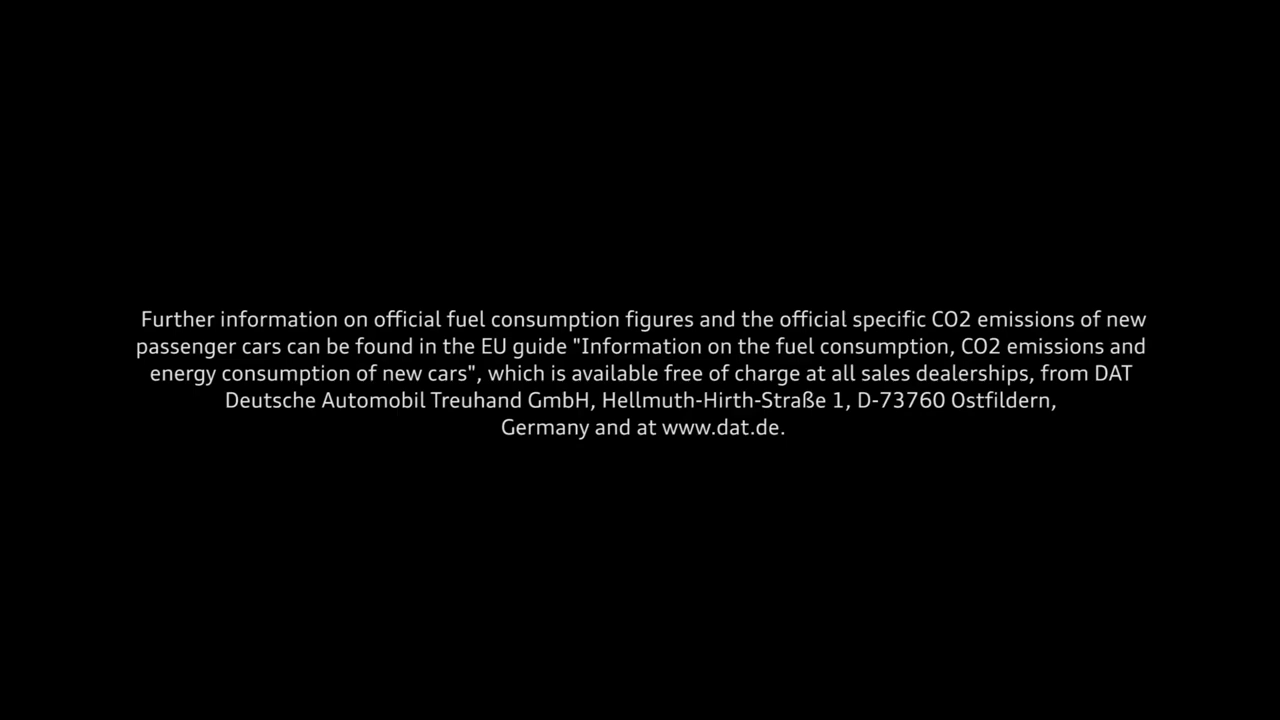 Further information on official fuel consumption figures and the official specific CO2 emissions of new
passenger cars can be found in the EU guide "Information on the fuel consumption, CO2 emissions and
energy consumption of new cars", which is available free of charge at all sales dealerships, from DAT
Deutsche Automobil Treuhand GmbH, Hellmuth-Hirth-Straße 1, D-73760 Ostfildern,
Germany and at www.dat.de.